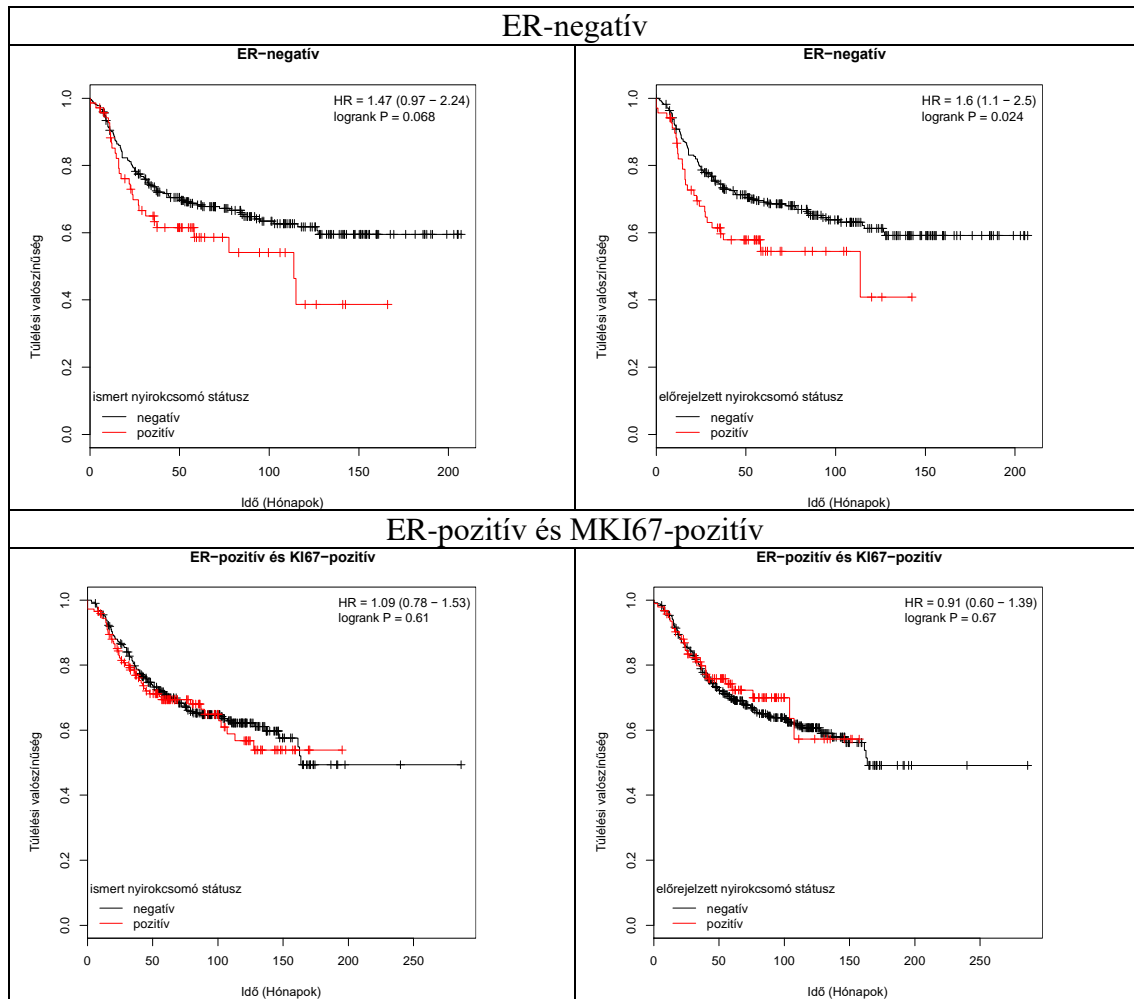 ER-negatív
ER−negatív
HR = 1.47 (0.97 − 2.24)
logrank P = 0.068
1.0
0.8
0.6
0.4
0.2
0.0
Túlélési valószínűség
ismert nyirokcsomó státusz
negatív
pozitív
0 50 100 150 200
Idő (Hónapok)
ER−negatív
HR = 1.6 (1.1 − 2.5)
logrank P = 0.024
1.0
0.8
0.6
0.4
0.2
0.0
Túlélési valószínűség
előrejelzett nyirokcsomó státusz
negatív
pozitív
0 50 100 150 200
Idő (Hónapok)
ER-pozitív és MKI67-pozitív
ER−pozitív és KI67−pozitív
HR = 1.09 (0.78 − 1.53)
logrank P = 0.61
1.0
0.8
0.6
0.4
0.2
0.0
Túlélési valószínűség
ismert nyirokcsomó státusz
negatív
pozitív
0 50 100 150 200 250
Idő (Hónapok)
ER−pozitív és KI67−pozitív
HR = 0.91 (0.60 − 1.39)
logrank P = 0.67
1.0
0.8
0.6
0.4
0.2
0.0
Túlélési valószínűség
előrejelzett nyirokcsomó státusz
negatív
pozitív
0 50 100 150 200 250
Idő (Hónapok)